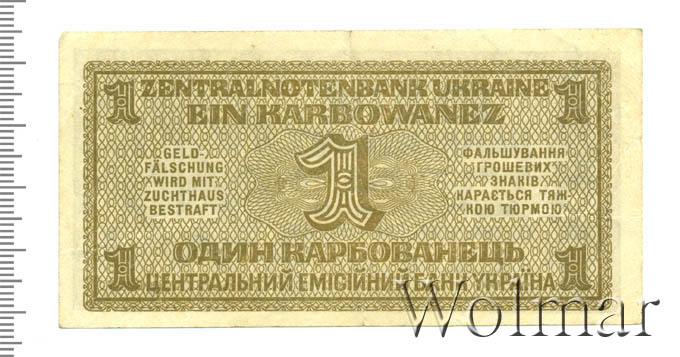 1 ZENTRALNOTENBANK UKRAINE 1
EIN KARBOWANEZ
GELD-
FÄLSCHUNG
WIRD MIT
ZUCHTHAUS
BESTRAFT
1
ФАЛЬШУВАННЯ
ГРОШЕВИХ
ЗНАКІВ
КАРАЄТЬСЯ ТЯЖ-
КОЮ ТЮРМОЮ
ОДИН КАРБОВАНЕЦЬ
1 ЦЕНТРАЛЬНИЙ ЕМІСІЙНИЙ БАНК УКРАЇНА 1
Wolmar